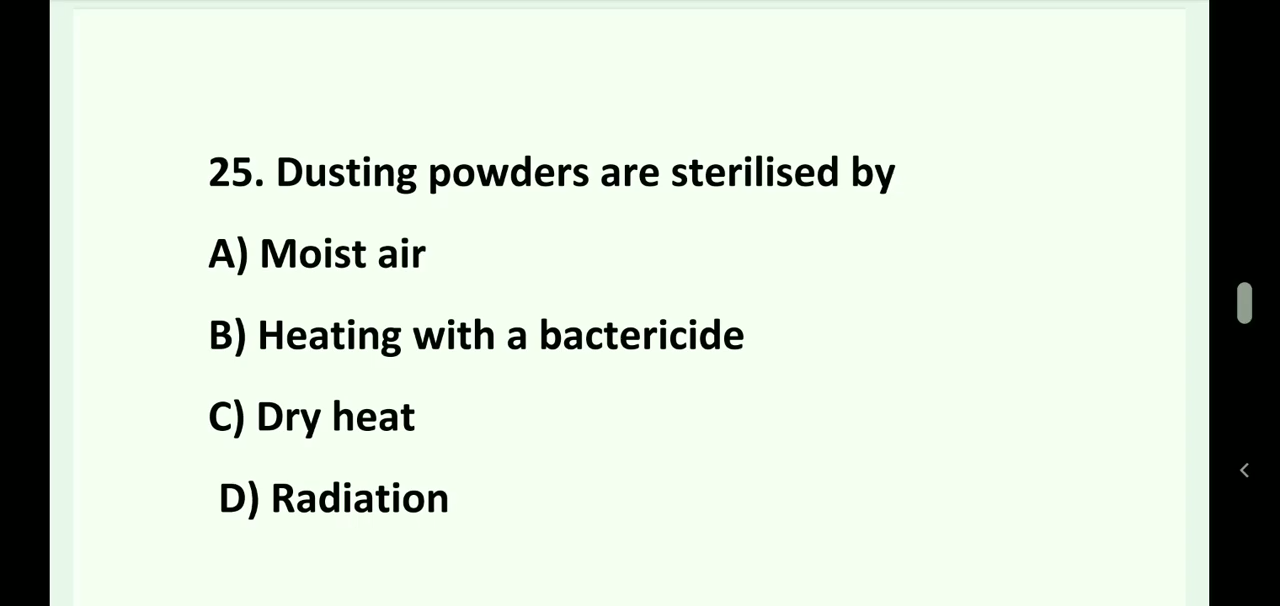 25. Dusting powders are sterilised by
A) Moist air
B) Heating with a bactericide
C) Dry heat
D) Radiation